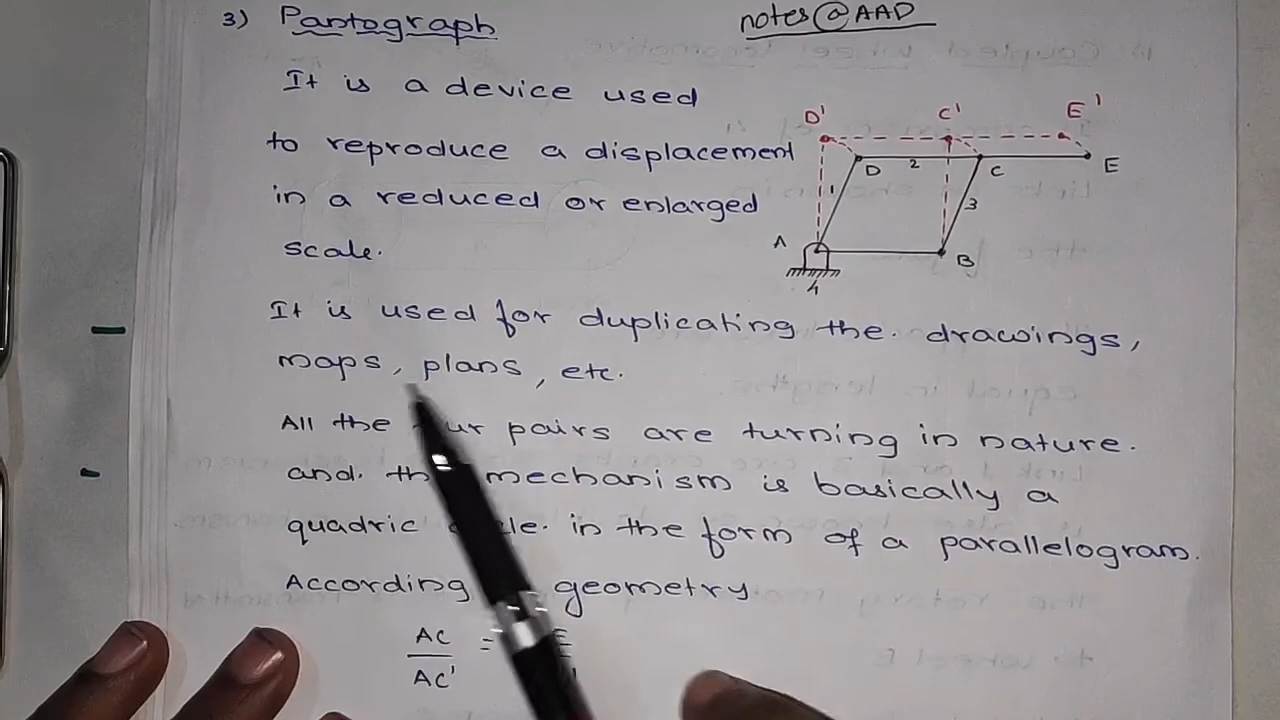 3) Pantograph
notes@AAD
It is a device used
to reproduce a displacement
in a reduced or enlarged
scale.
D' C' E'
D 2 C E
1 3
A B
4
It is used for duplicating the. drawings,
maps, plans, etc.
All the pairs are turning in nature.
and. mechanism is basically a
quadric in the form of a parallelogram.
According geometry
AC =
AC'